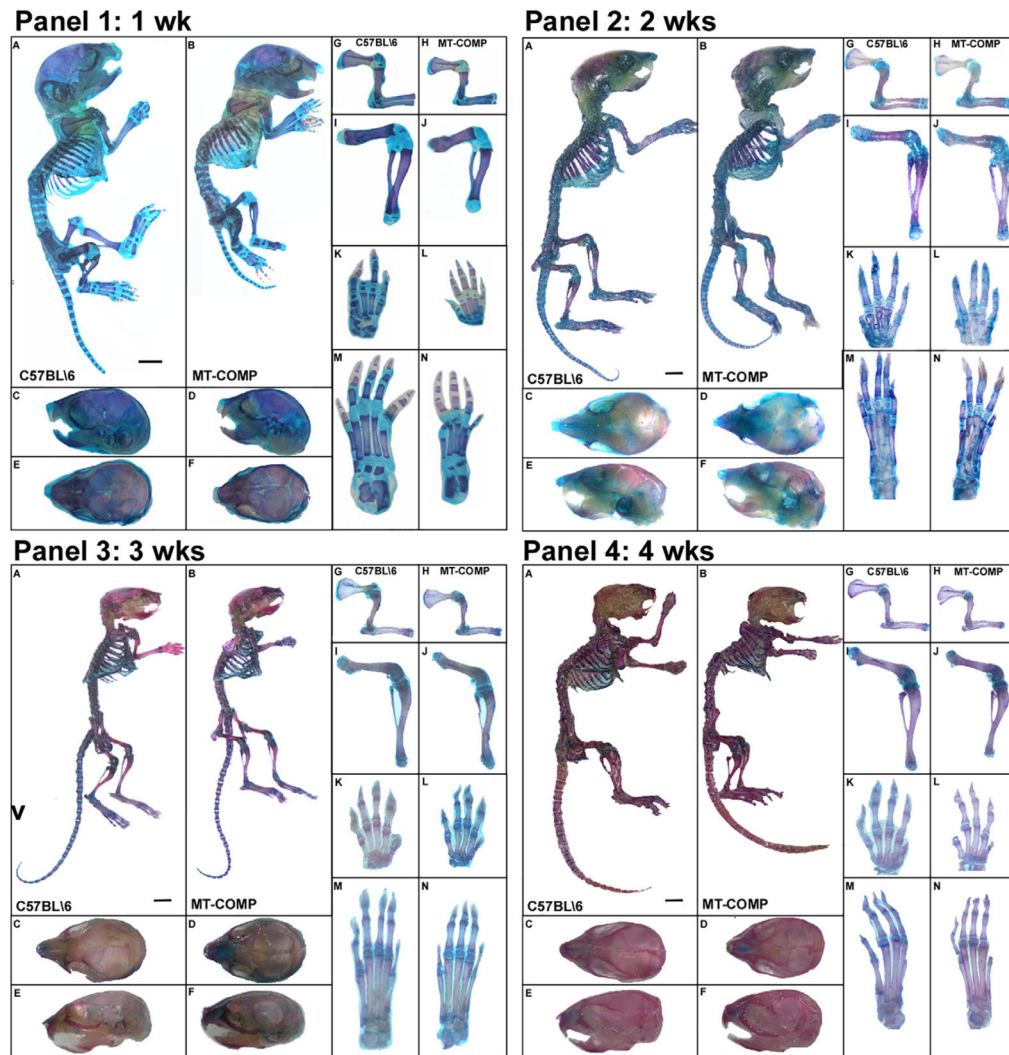 Panel 1: 1 wk
A
B
G
C57BL\6
H
MT-COMP
I
J
K
L
M
N
C57BL\6
MT-COMP
C
D
E
F
Panel 2: 2 wks
A
B
G
C57BL\6
H
MT-COMP
I
J
K
L
M
N
C57BL\6
MT-COMP
C
D
E
F
Panel 3: 3 wks
A
B
G
C57BL\6
H
MT-COMP
I
J
K
L
V
M
N
C57BL\6
MT-COMP
C
D
E
F
Panel 4: 4 wks
A
B
G
C57BL\6
H
MT-COMP
I
J
K
L
M
N
C57BL\6
MT-COMP
C
D
E
F